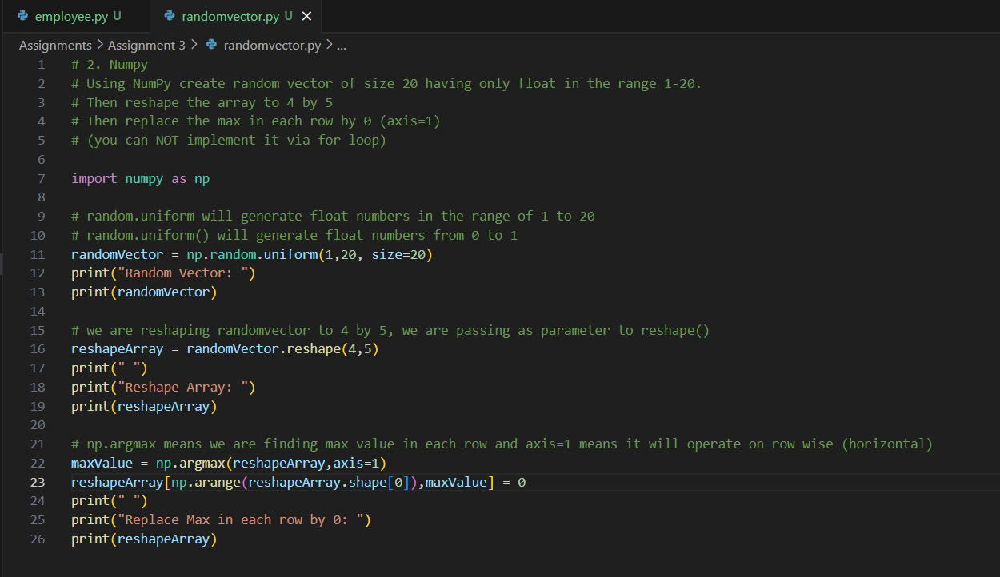 employee.py U randomvector.py U
Assignments > Assignment 3 > randomvector.py > ...
1 # 2. Numpy
2 # Using NumPy create random vector of size 20 having only float in the range 1-20.
3 # Then reshape the array to 4 by 5
4 # Then replace the max in each row by 0 (axis=1)
5 # (you can NOT implement it via for loop)
6
7 import numpy as np
8
9 # random.uniform will generate float numbers in the range of 1 to 20
10 # random.uniform() will generate float numbers from 0 to 1
11 randomVector = np.random.uniform(1,20, size=20)
12 print("Random Vector: ")
13 print(randomVector)
14
15 # we are reshaping randomvector to 4 by 5, we are passing as parameter to reshape()
16 reshapeArray = randomVector.reshape(4,5)
17 print(" ")
18 print("Reshape Array: ")
19 print(reshapeArray)
20
21 # np.argmax means we are finding max value in each row and axis=1 means it will operate on row wise (horizontal)
22 maxValue = np.argmax(reshapeArray,axis=1)
23 reshapeArray[np.arange(reshapeArray.shape[0]),maxValue] = 0
24 print(" ")
25 print("Replace Max in each row by 0: ")
26 print(reshapeArray)